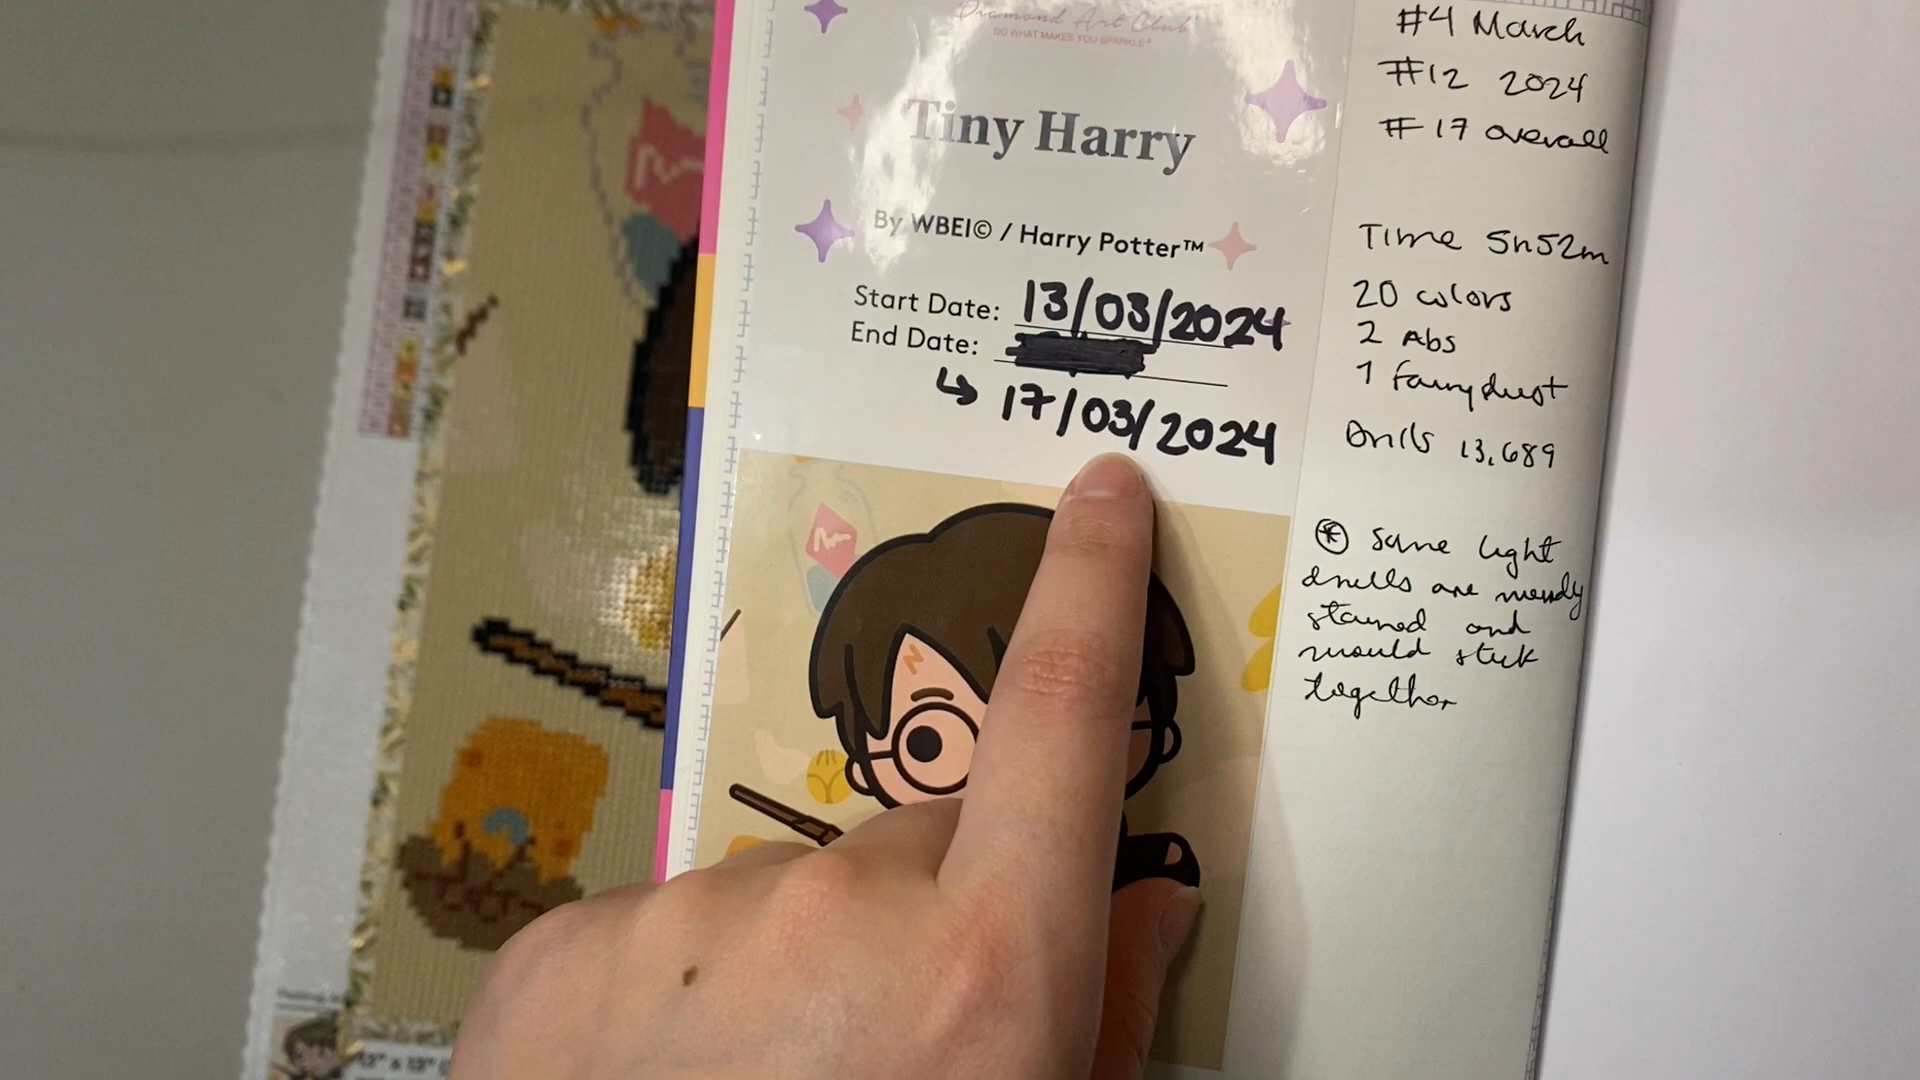 Diamond Art Club
DO WHAT MAKES YOU SPARKLE®
Tiny Harry
By WBEI© / Harry Potter™
Start Date: 13/03/2024
End Date:
↳ 17/03/2024
#4 March
#12 2024
#17 overall
Time 5h52m
20 colors
2 Abs
1 fairydust
Drills 13,689
* Some light
drills are
stained and
would stick
together